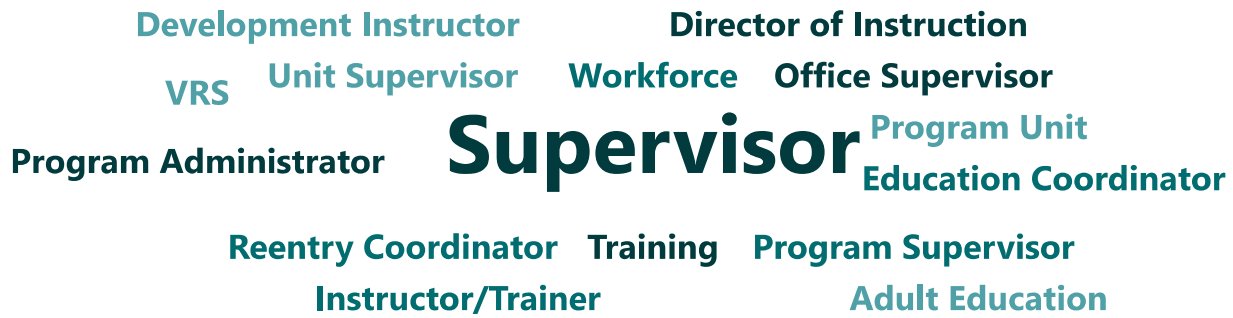 Development Instructor
Director of Instruction
Unit Supervisor
Workforce
Office Supervisor
VRS
Supervisor
Program Unit
Program Administrator
Education Coordinator
Reentry Coordinator
Training
Program Supervisor
Instructor/Trainer
Adult Education